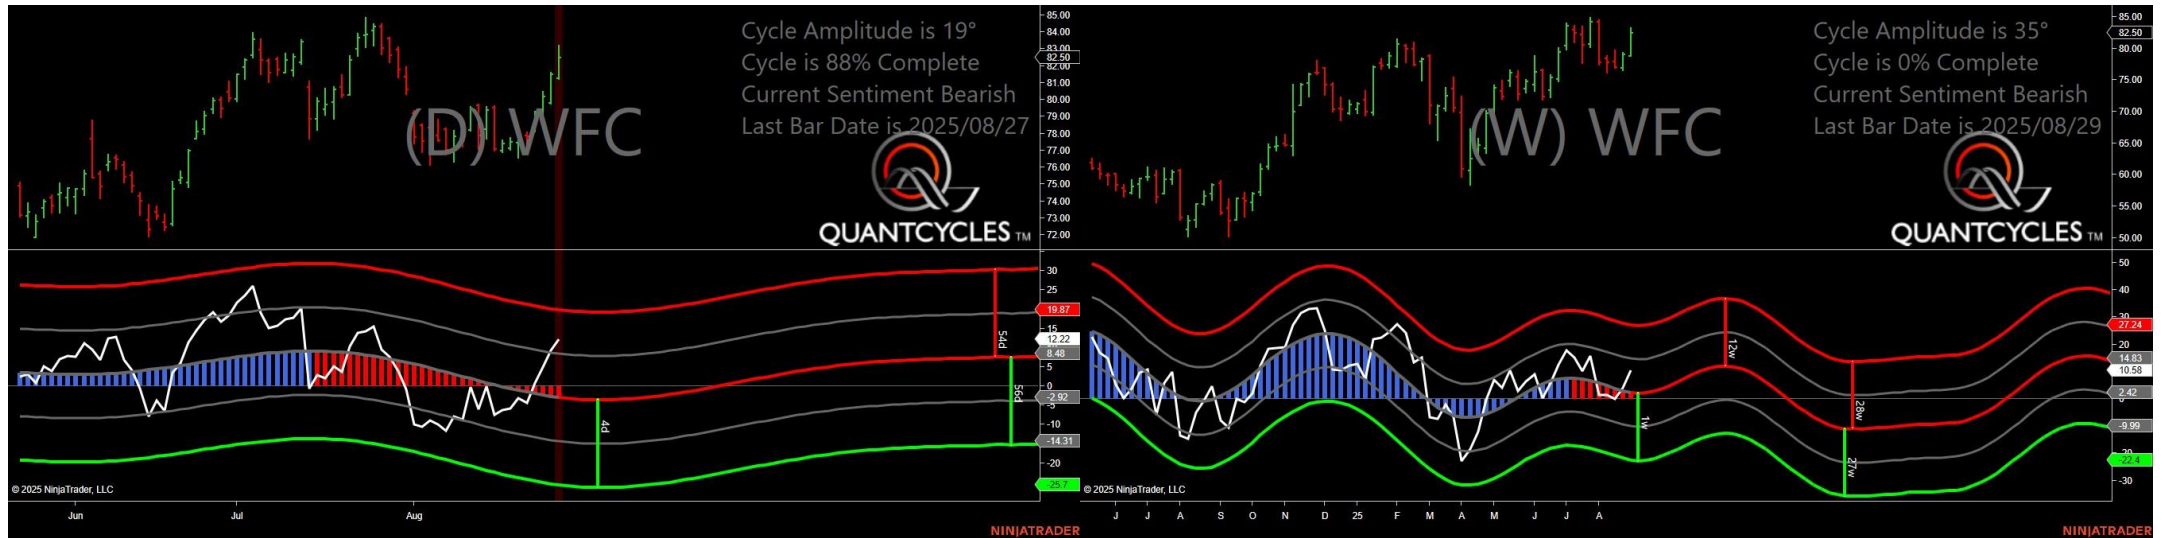 Cycle Amplitude is 19°
Cycle is 88% Complete
Current Sentiment Bearish
Last Bar Date is 2025/08/27
(D) WFC
QUANTCYCLES TM
85.00
84.00
83.00
82.50
82.00
81.00
80.00
79.00
78.00
77.00
76.00
75.00
74.00
73.00
72.00
30
25
19.87
15
12.22
8.48
5
0
-2.92
-5
-10
-14.31
-20
-25.7
54d
56d
4d
© 2025 NinjaTrader, LLC
Jun Jul Aug
NINJATRADER
Cycle Amplitude is 35°
Cycle is 0% Complete
Current Sentiment Bearish
Last Bar Date is 2025/08/29
(W) WFC
QUANTCYCLES TM
85.00
82.50
80.00
75.00
70.00
65.00
60.00
55.00
50.00
50
40
30
27.24
20
14.83
10.58
2.42
-9.99
-22.4
-30
12w
28w
1w
27w
© 2025 NinjaTrader, LLC
J J A S O N D 25 F M A M J J A
NINJATRADER